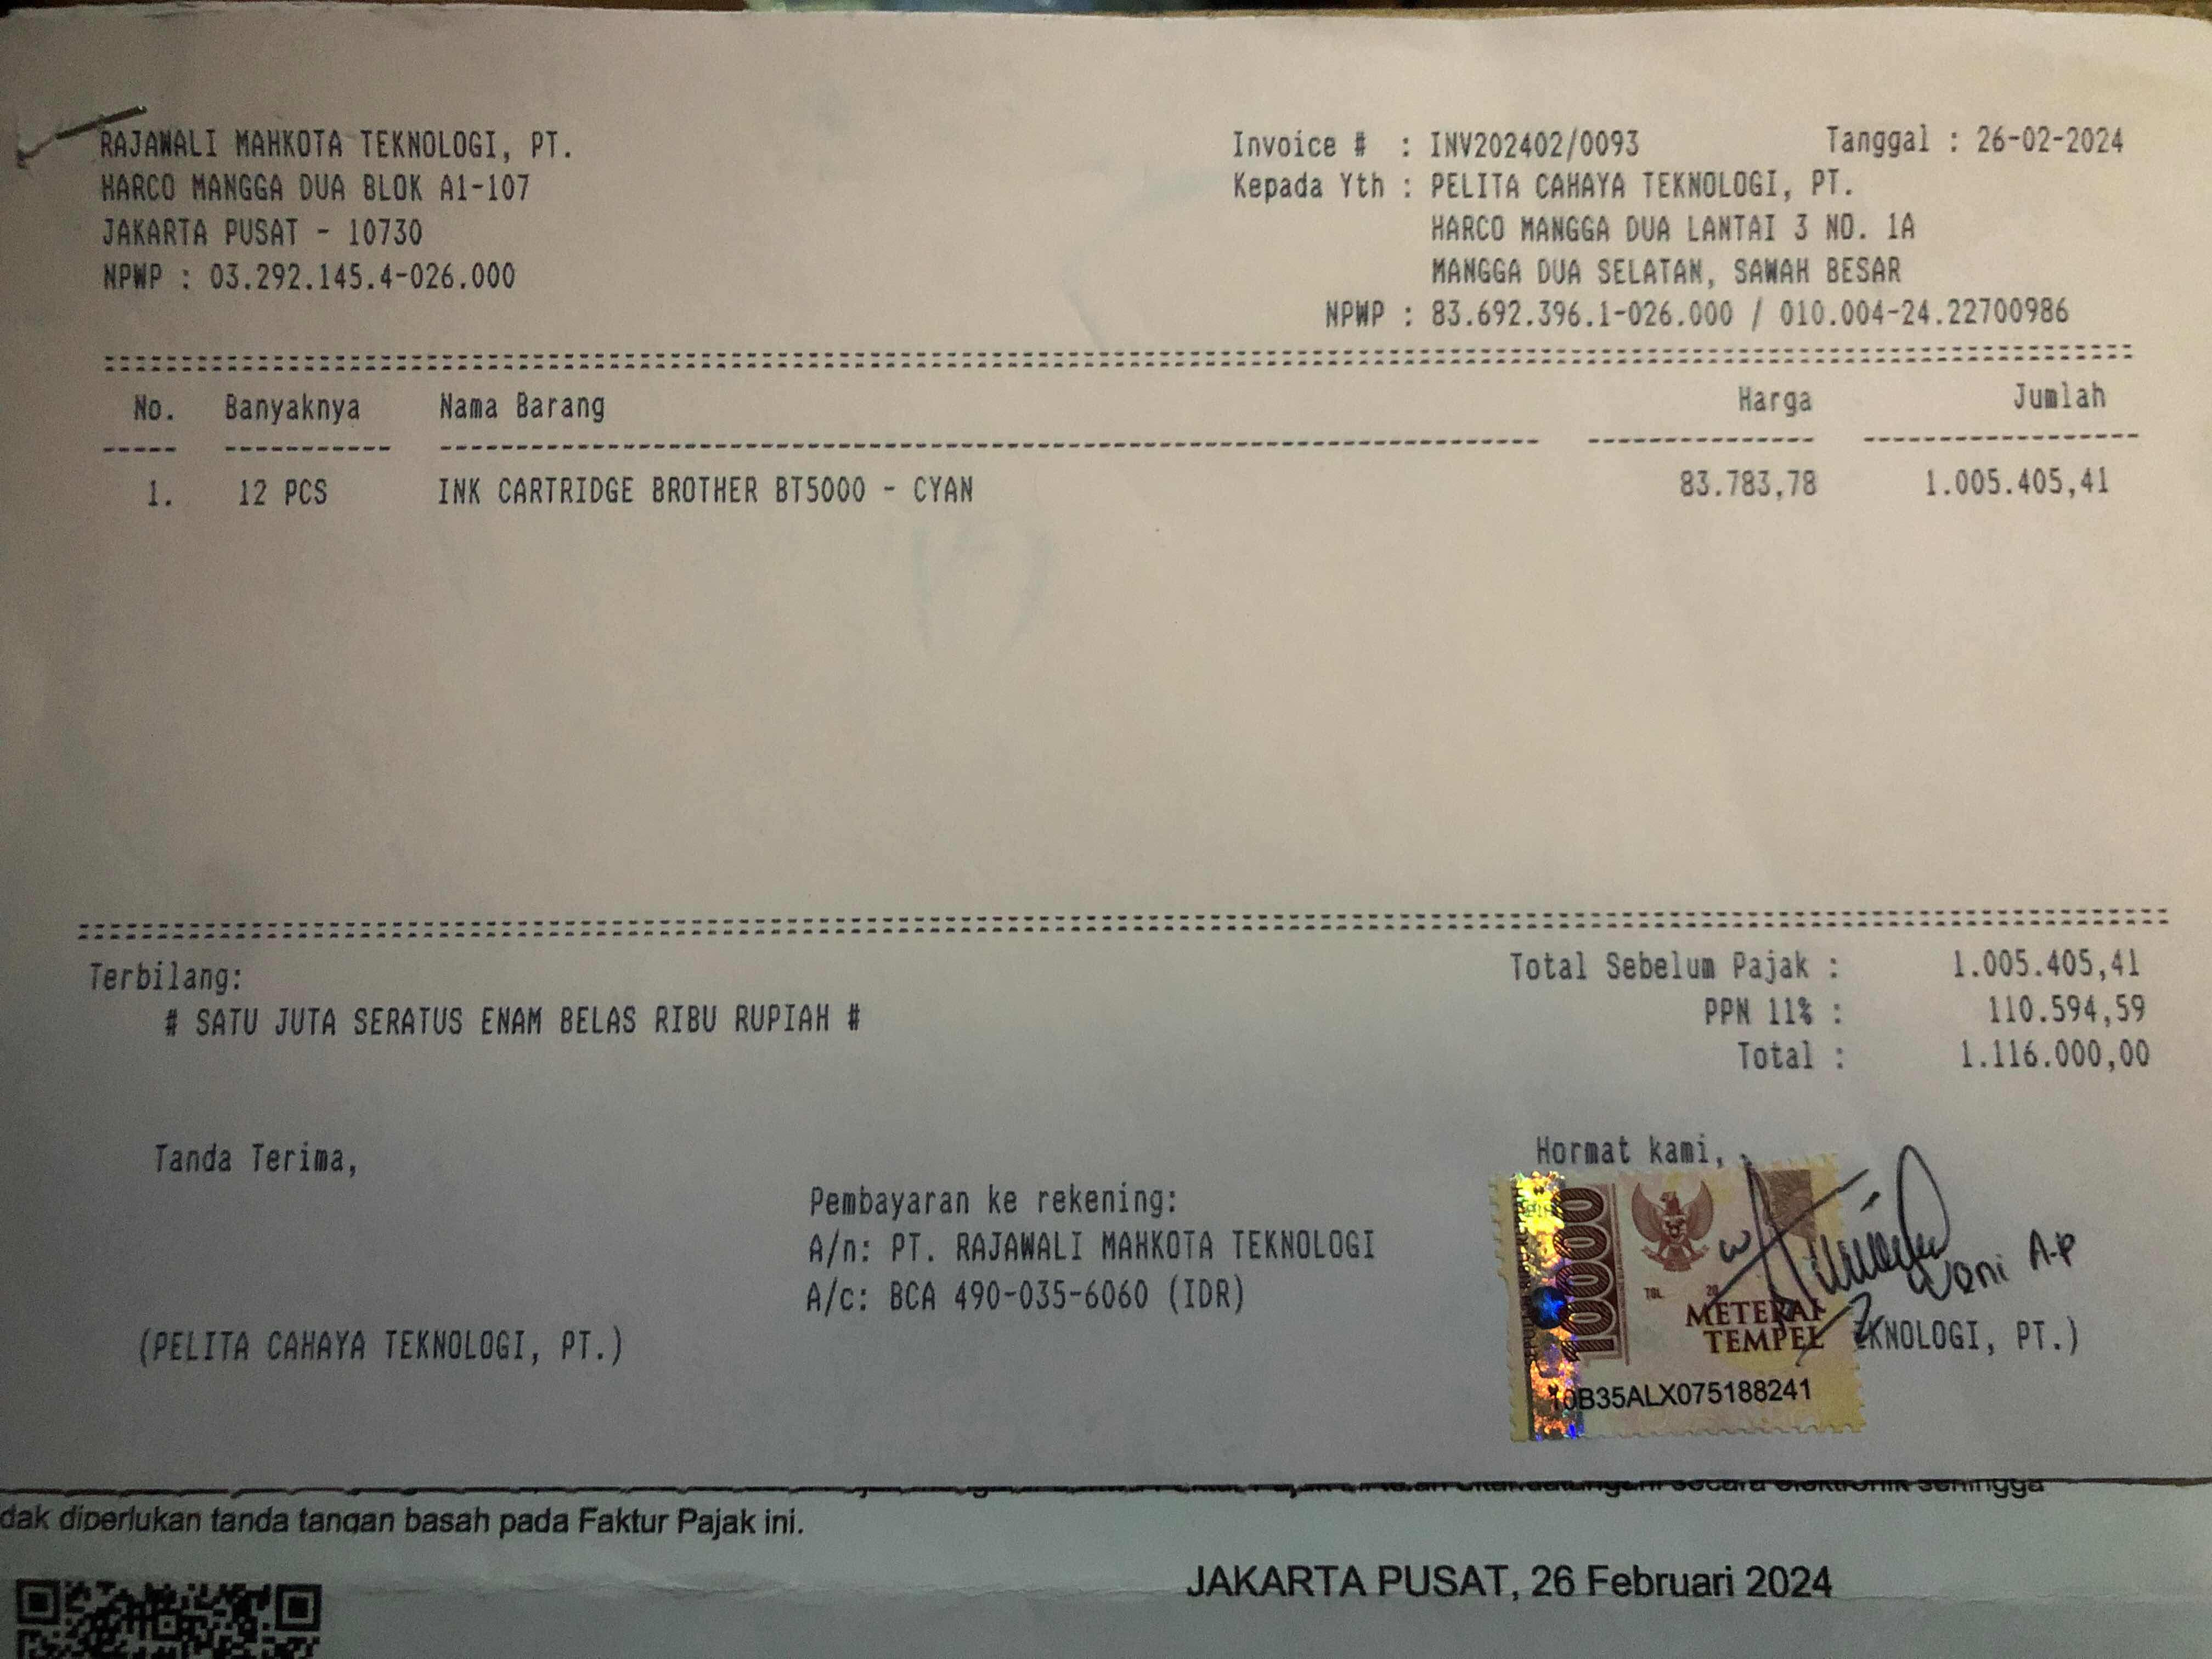 RAJAWALI MAHKOTA TEKNOLOGI, PT.
HARCO MANGGA DUA BLOK A1-107
JAKARTA PUSAT - 10730
NPWP : 03.292.145.4-026.000
Invoice # : INV202402/0093 Tanggal : 26-02-2024
Kepada Yth : PELITA CAHAYA TEKNOLOGI, PT.
HARCO MANGGA DUA LANTAI 3 NO. 1A
MANGGA DUA SELATAN, SAWAH BESAR
NPWP : 83.692.396.1-026.000 / 010.004-24.22700986
No. Banyaknya Nama Barang Harga Jumlah
1. 12 PCS INK CARTRIDGE BROTHER BT5000 - CYAN 83.783,78 1.005.405,41
Terbilang:
# SATU JUTA SERATUS ENAM BELAS RIBU RUPIAH #
Total Sebelum Pajak : 1.005.405,41
PPN 11% : 110.594,59
Total : 1.116.000,00
Tanda Terima,
(PELITA CAHAYA TEKNOLOGI, PT.)
Pembayaran ke rekening:
A/n: PT. RAJAWALI MAHKOTA TEKNOLOGI
A/c: BCA 490-035-6060 (IDR)
Hormat kami,
10000
TGL 20
METERAI
TEMPEL
10B35ALX075188241
A.P
KNOLOGI, PT.)
secara elektronik sehingga
dak diperlukan tanda tangan basah pada Faktur Pajak ini.
JAKARTA PUSAT, 26 Februari 2024